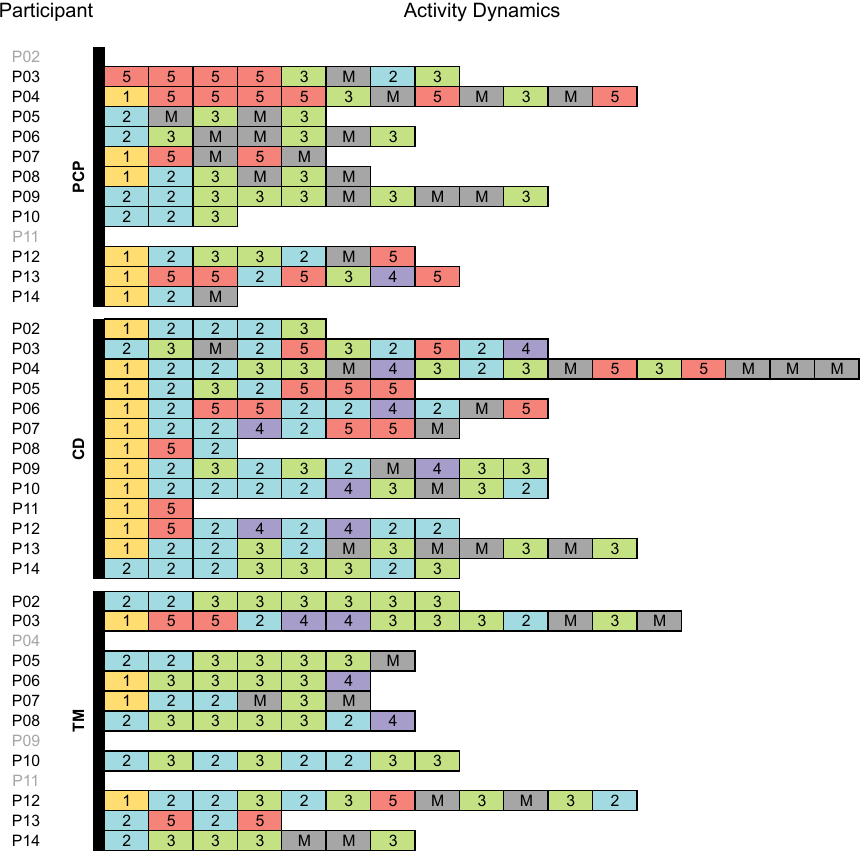 Participant Activity Dynamics
PCP
P02
P03 5 5 5 5 3 M 2 3
P04 1 5 5 5 5 3 M 5 M 3 M 5
P05 2 M 3 M 3
P06 2 3 M M 3 M 3
P07 1 5 M 5 M
P08 1 2 3 M 3 M
P09 2 2 3 3 3 M 3 M M 3
P10 2 2 3
P11
P12 1 2 3 3 2 M 5
P13 1 5 5 2 5 3 4 5
P14 1 2 M
CD
P02 1 2 2 2 3
P03 2 3 M 2 5 3 2 5 2 4
P04 1 2 2 3 3 M 4 3 2 3 M 5 3 5 M M M
P05 1 2 3 2 5 5 5
P06 1 2 5 5 2 2 4 2 M 5
P07 1 2 2 4 2 5 5 M
P08 1 5 2
P09 1 2 3 2 3 2 M 4 3 3
P10 1 2 2 2 2 4 3 M 3 2
P11 1 5
P12 1 5 2 4 2 4 2 2
P13 1 2 2 3 2 M 3 M M 3 M 3
P14 2 2 2 3 3 3 2 3
TM
P02 2 2 3 3 3 3 3 3
P03 1 5 5 2 4 4 3 3 3 2 M 3 M
P04
P05 2 2 3 3 3 3 M
P06 1 3 3 3 3 4
P07 1 2 2 M 3 M
P08 2 3 3 3 3 2 4
P09
P10 2 3 2 3 2 2 3 3
P11
P12 1 2 2 3 2 3 5 M 3 M 3 2
P13 2 5 2 5
P14 2 3 3 3 M M 3